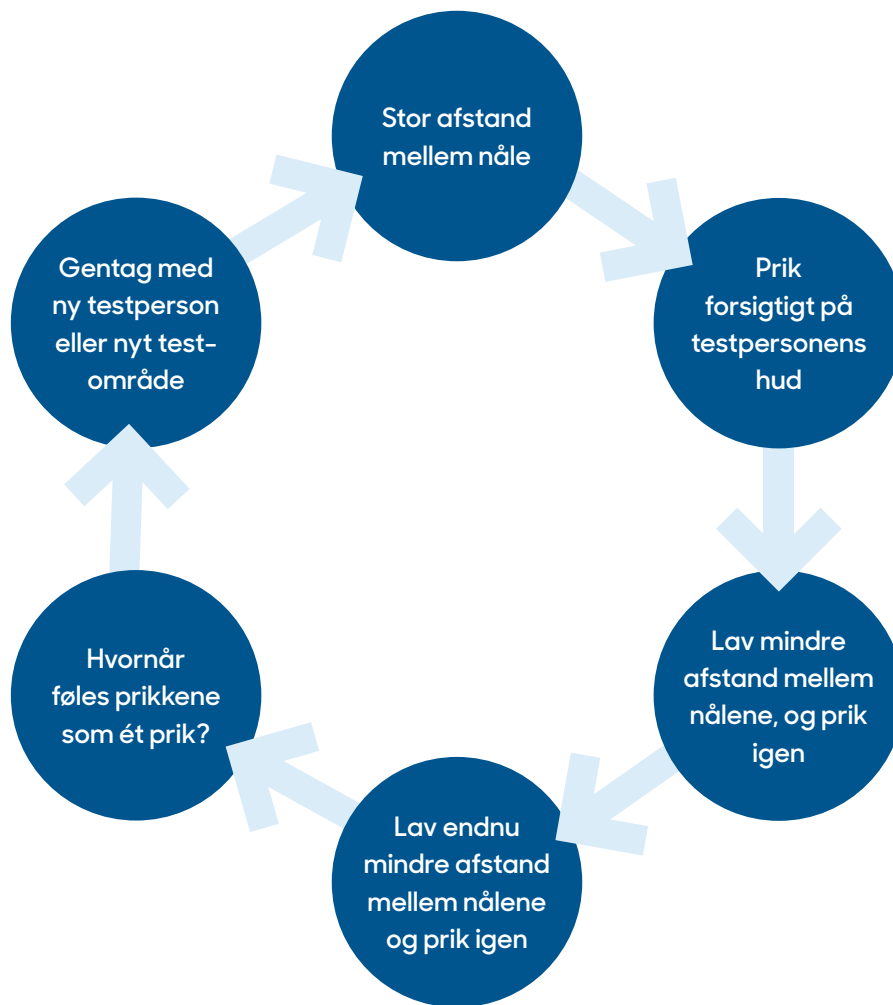 Stor afstand
mellem nåle
Prik
forsigtigt på
testpersonens
hud
Lav mindre
afstand mellem
nålene, og prik
igen
Lav endnu
mindre afstand
mellem nålene
og prik igen
Hvornår
føles prikkene
som ét prik?
Gentag med
ny testperson
eller nyt test-
område